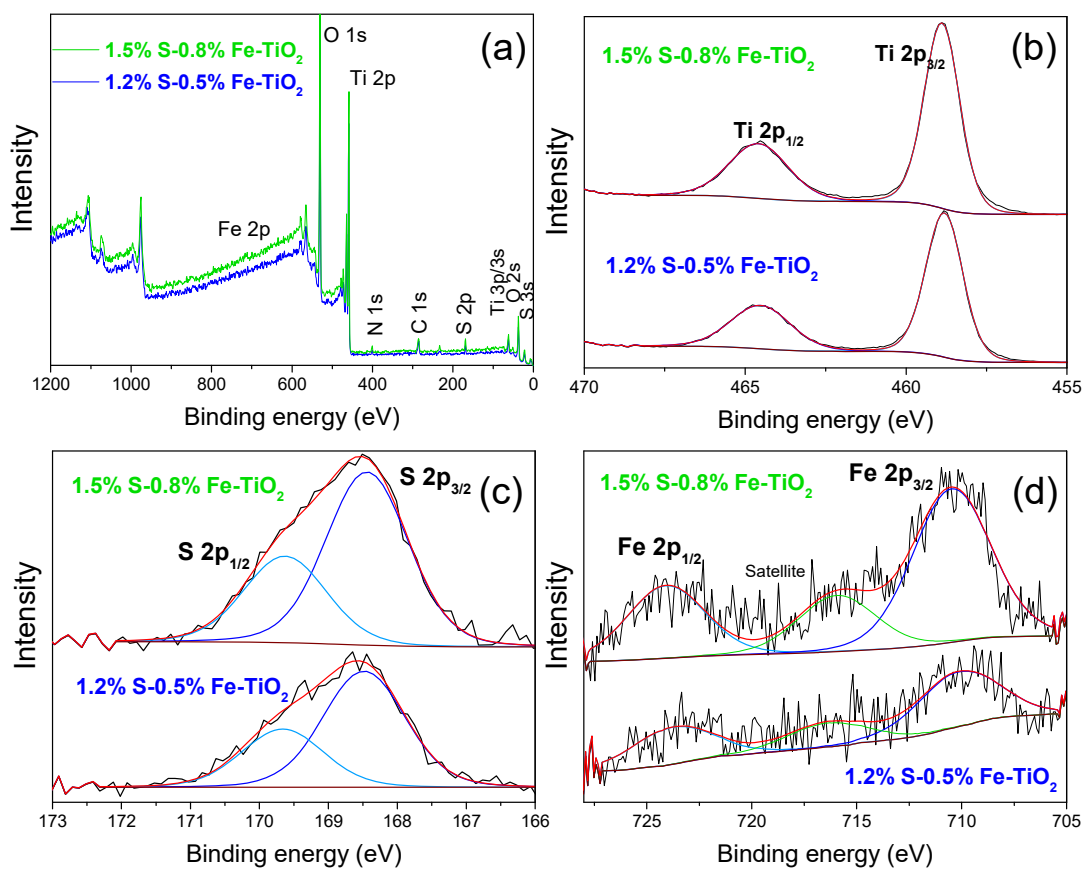 (a)
1.5% S-0.8% Fe-TiO₂
1.2% S-0.5% Fe-TiO₂
O 1s
Ti 2p
Fe 2p
N 1s
C 1s
S 2p
Ti 3p/3s
O 2s
S 3s
Intensity
1200 1000 800 600 400 200 0
Binding energy (eV)
(b)
1.5% S-0.8% Fe-TiO₂
Ti 2p₃/₂
Ti 2p₁/₂
1.2% S-0.5% Fe-TiO₂
Intensity
470 465 460 455
Binding energy (eV)
(c)
1.5% S-0.8% Fe-TiO₂
S 2p₃/₂
S 2p₁/₂
1.2% S-0.5% Fe-TiO₂
Intensity
173 172 171 170 169 168 167 166
Binding energy (eV)
(d)
1.5% S-0.8% Fe-TiO₂
Fe 2p₃/₂
Fe 2p₁/₂
Satellite
1.2% S-0.5% Fe-TiO₂
Intensity
725 720 715 710 705
Binding energy (eV)